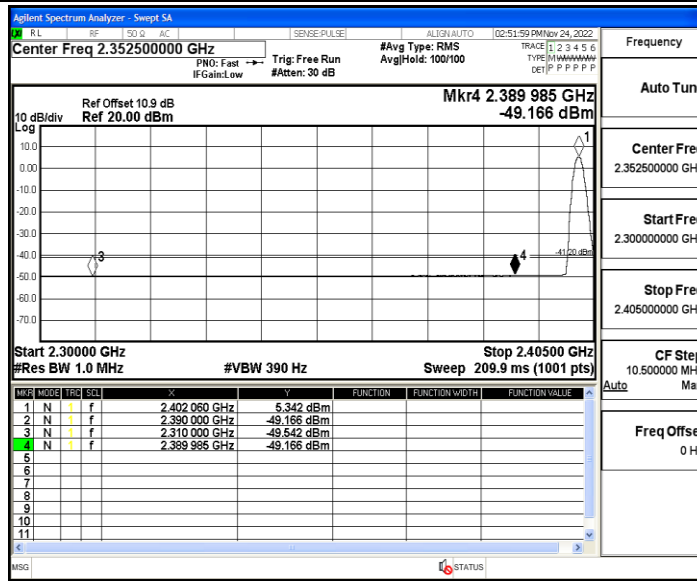 Agilent Spectrum Analyzer - Swept SA
RL RF 50 Ω AC SENSE:PULSE ALIGN AUTO 02:51:59 PM Nov 24, 2022
Center Freq 2.352500000 GHz
PNO: Fast
IFGain:Low
Trig: Free Run
#Atten: 30 dB
#Avg Type: RMS
Avg|Hold: 100/100
TRACE 1 2 3 4 5 6
TYPE M
DET P P P P P P
Ref Offset 10.9 dB
10 dB/div Ref 20.00 dBm
Log
Mkr4 2.389 985 GHz
-49.166 dBm
10.0
0.00
-10.0
-20.0
-30.0
-40.0
-50.0
-60.0
-70.0
1
3
4
-41.20 dBm
Start 2.30000 GHz Stop 2.40500 GHz
#Res BW 1.0 MHz #VBW 390 Hz Sweep 209.9 ms (1001 pts)
MKR MODE TRC SCL X Y FUNCTION FUNCTION WIDTH FUNCTION VALUE
1 N 1 f 2.402 060 GHz 5.342 dBm
2 N 1 f 2.390 000 GHz -49.166 dBm
3 N 1 f 2.310 000 GHz -49.542 dBm
4 N 1 f 2.389 985 GHz -49.166 dBm
5
6
7
8
9
10
11
MSG STATUS
Frequency
Auto Tun
Center Fre
2.352500000 GH
Start Fre
2.300000000 GH
Stop Fre
2.405000000 GH
CF Step
10.500000 MH
Auto Ma
Freq Offse
0 H